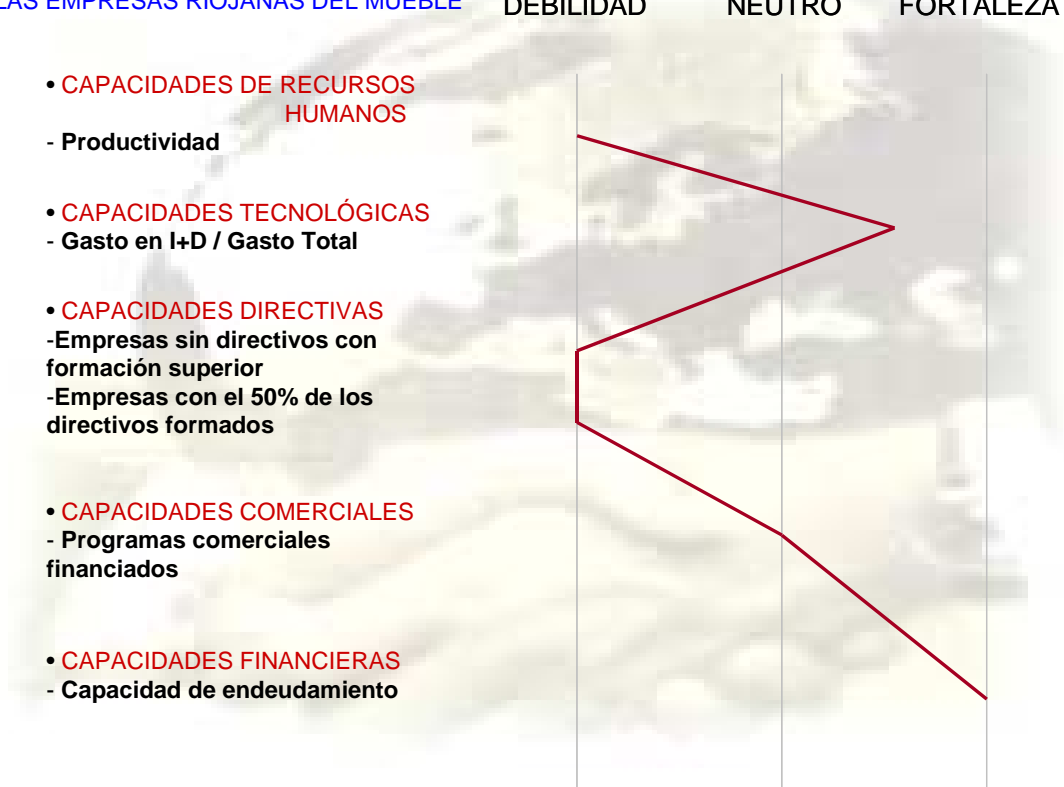 LAS EMPRESAS RIOJANAS DEL MUEBLE DEBILIDAD NEUTRO FORTALEZA
• CAPACIDADES DE RECURSOS
HUMANOS
- Productividad
• CAPACIDADES TECNOLÓGICAS
- Gasto en I+D / Gasto Total
• CAPACIDADES DIRECTIVAS
-Empresas sin directivos con
formación superior
-Empresas con el 50% de los
directivos formados
• CAPACIDADES COMERCIALES
- Programas comerciales
financiados
• CAPACIDADES FINANCIERAS
- Capacidad de endeudamiento